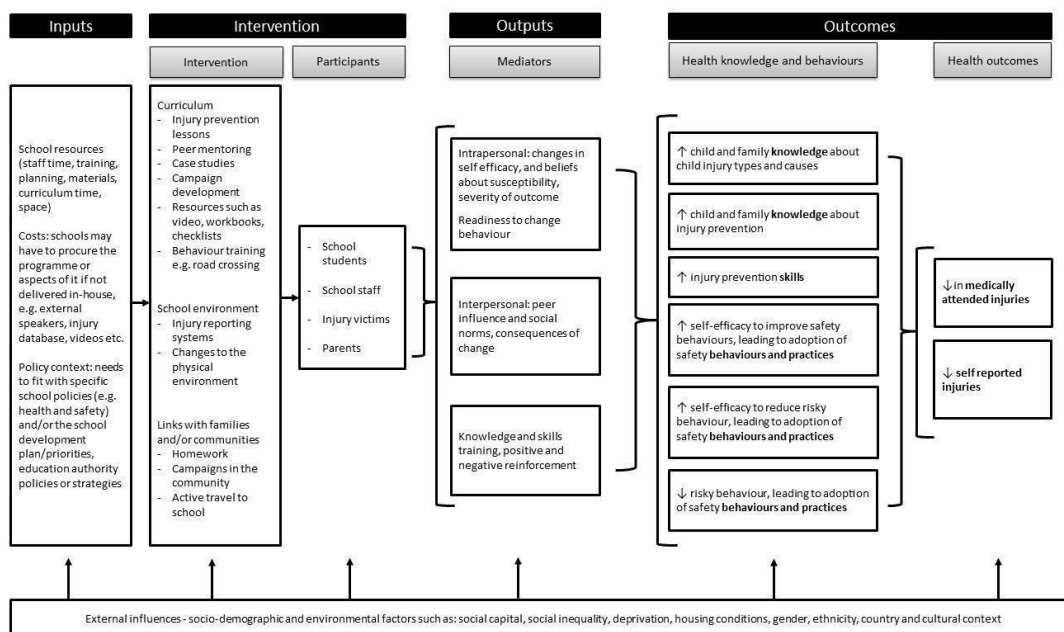 Inputs
Intervention
Outputs
Outcomes
Intervention
Participants
Mediators
Health knowledge and behaviours
Health outcomes
School resources
(staff time, training,
planning, materials,
curriculum time,
space)
Costs: schools may
have to procure the
programme or
aspects of it if not
delivered in-house,
e.g. external
speakers, injury
database, videos etc.
Policy context: needs
to fit with specific
school policies (e.g.
health and safety)
and/or the school
development
plan/priorities,
education authority
policies or strategies
Curriculum
- Injury prevention
lessons
- Peer mentoring
- Case studies
- Campaign
development
- Resources such as
video, workbooks,
checklists
- Behaviour training
e.g. road crossing
School environment
- Injury reporting
systems
- Changes to the
physical
environment
Links with families
and/or communities
- Homework
- Campaigns in the
community
- Active travel to
school
- School
students
- School staff
- Injury victims
- Parents
Intrapersonal: changes in
self efficacy, and beliefs
about susceptibility,
severity of outcome
Readiness to change
behaviour
Interpersonal: peer
influence and social
norms, consequences of
change
Knowledge and skills
training, positive and
negative reinforcement
↑ child and family knowledge about
child injury types and causes
↑ child and family knowledge about
injury prevention
↑ injury prevention skills
↑ self-efficacy to improve safety
behaviours, leading to adoption of
safety behaviours and practices
↑ self-efficacy to reduce risky
behaviour, leading to adoption of
safety behaviours and practices
↓ risky behaviour, leading to adoption
of safety behaviours and practices
↓ in medically
attended injuries
↓ self reported
injuries
External influences - socio-demographic and environmental factors such as: social capital, social inequality, deprivation, housing conditions, gender, ethnicity, country and cultural context